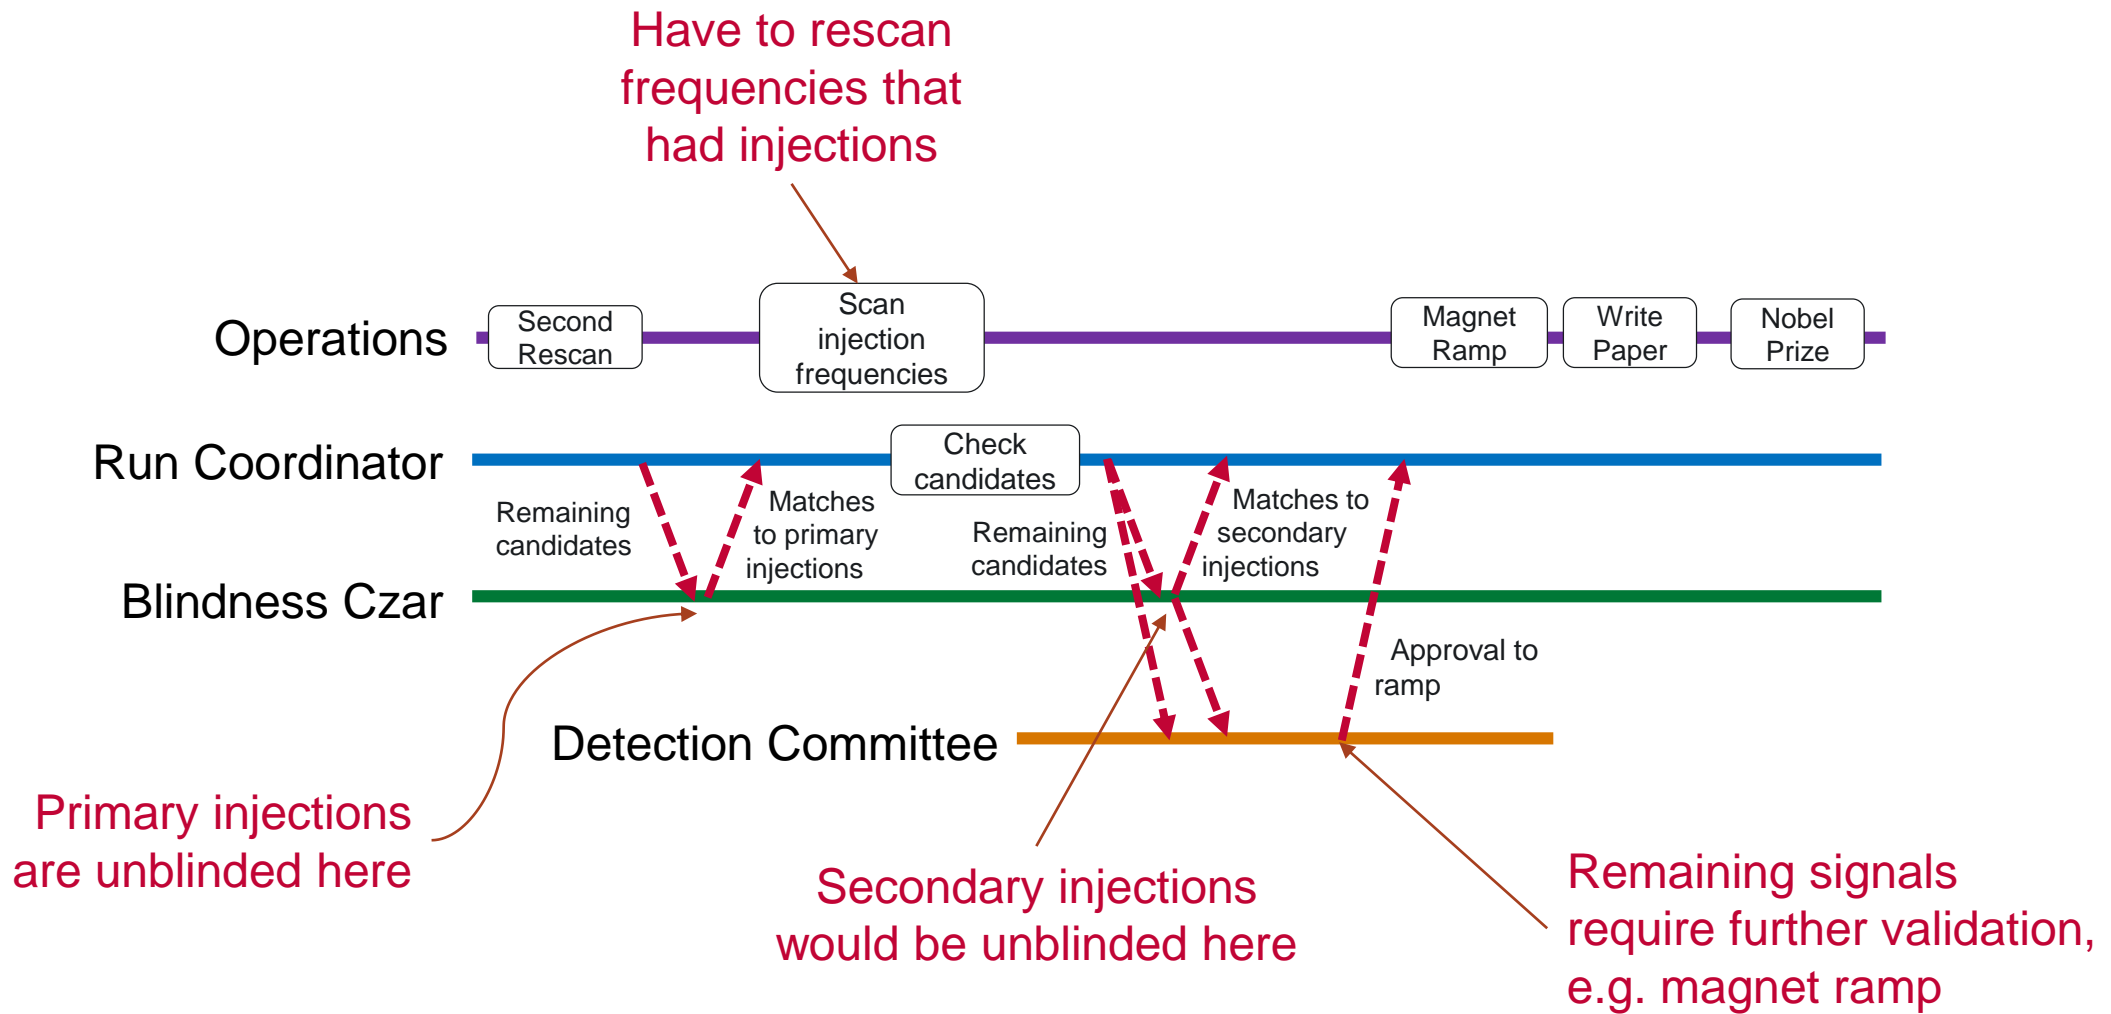 Have to rescan
frequencies that
had injections
Operations
Second
Rescan
Scan
injection
frequencies
Magnet
Ramp
Write
Paper
Nobel
Prize
Run Coordinator
Check
candidates
Remaining
candidates
Matches
to primary
injections
Remaining
candidates
Matches to
secondary
injections
Blindness Czar
Approval to
ramp
Detection Committee
Primary injections
are unblinded here
Secondary injections
would be unblinded here
Remaining signals
require further validation,
e.g. magnet ramp